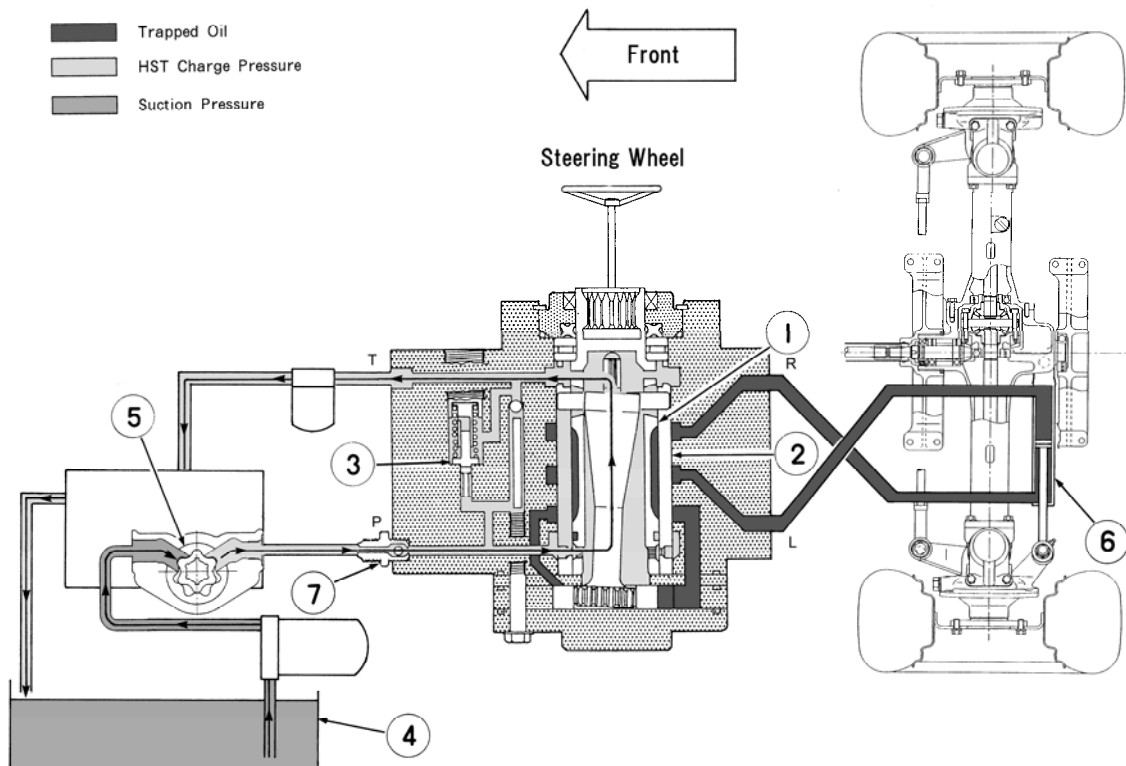 Trapped Oil
HST Charge Pressure
Suction Pressure
Front
Steering Wheel
T
1
R
5
3
2
P
L
6
7
4